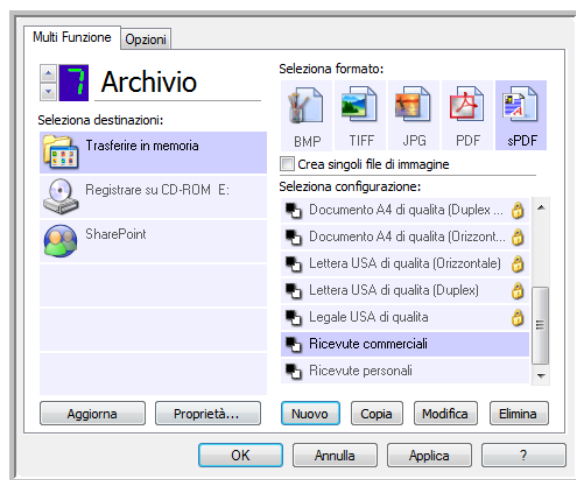 Multi Funzione
Opzioni
7
Archivio
Seleziona destinazioni:
Trasferire in memoria
Registrare su CD-ROM E:
SharePoint
Aggiorna
Proprietà...
Seleziona formato:
BMP TIFF JPG PDF sPDF
Crea singoli file di immagine
Seleziona configurazione:
Documento A4 di qualita (Duplex ...
Documento A4 di qualita (Orizzont...
Lettera USA di qualita (Orizzontale)
Lettera USA di qualita (Duplex)
Legale USA di qualita
Ricevute commerciali
Ricevute personali
Nuovo
Copia
Modifica
Elimina
OK
Annulla
Applica
?